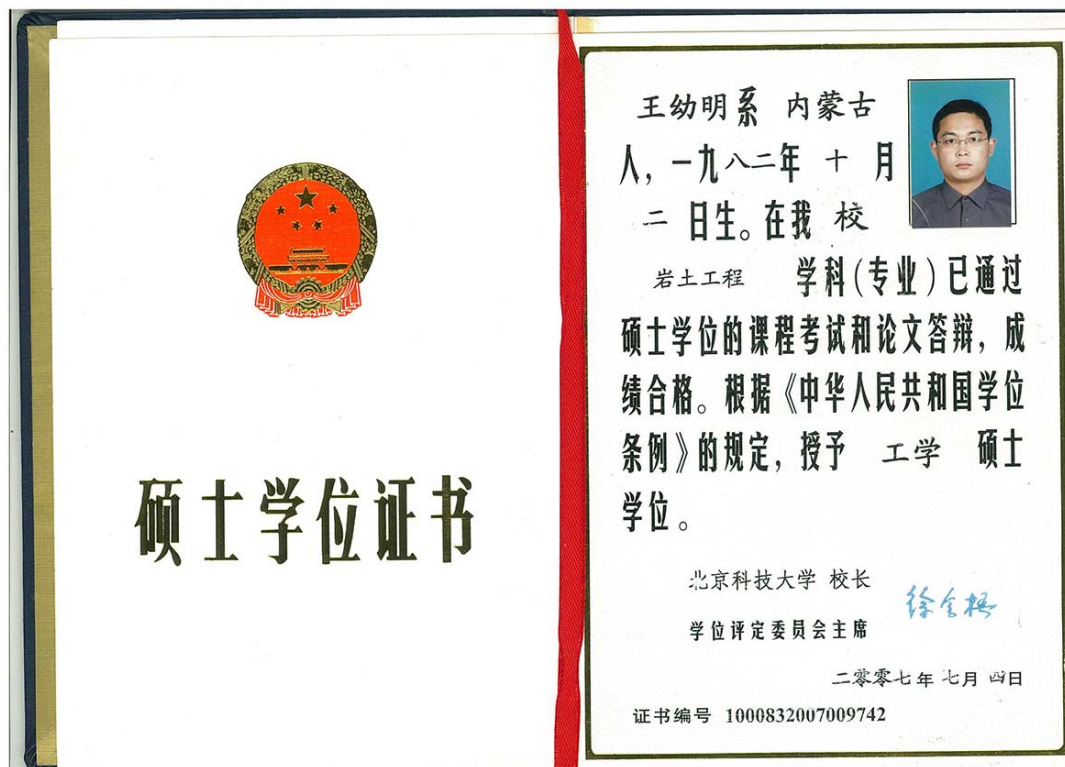 硕士学位证书
王幼明系 内蒙古
人，一九八二年 十 月
二 日生。在我 校
岩土工程 学科（专业）已通过
硕士学位的课程考试和论文答辩，成
绩合格。根据《中华人民共和国学位
条例》的规定，授予 工学 硕士
学位。
北京科技大学 校长
徐金梧
学位评定委员会主席
二零零七年 七月 四日
证书编号 1000832007009742